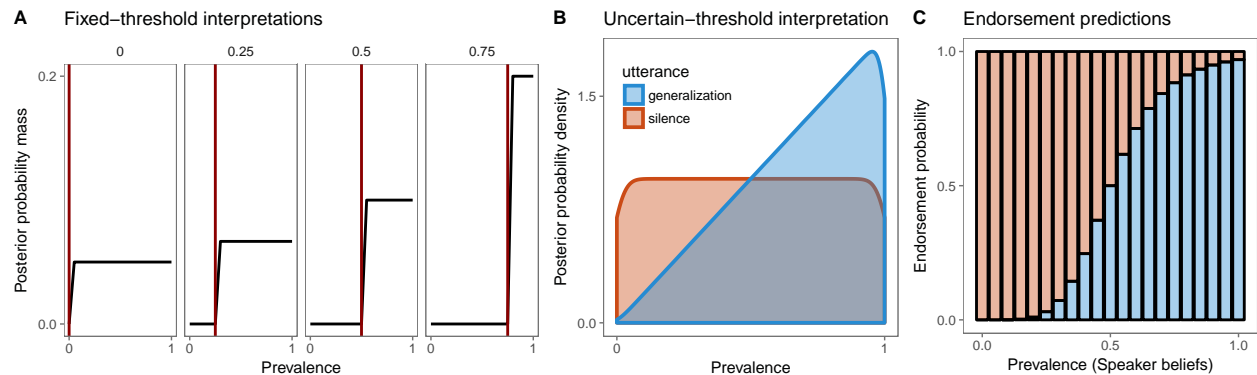 A Fixed−threshold interpretations
0 0.25 0.5 0.75
Posterior probability mass
0.2
0.0
0 1 0 1 0 1 0 1
Prevalence
B Uncertain−threshold interpretation
Posterior probability density
1.5
0.0
utterance
generalization
silence
0 1
Prevalence
C Endorsement predictions
Endorsement probability
1.0
0.5
0.0
0.0 0.5 1.0
Prevalence (Speaker beliefs)